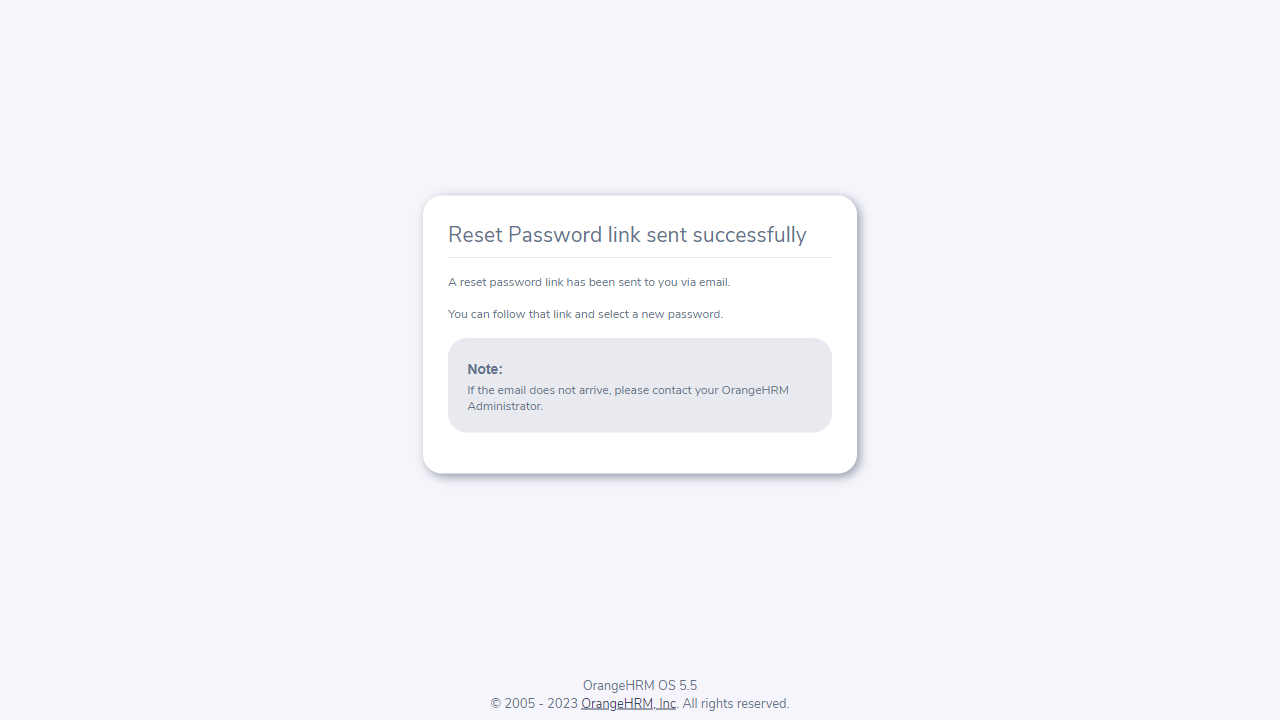 Reset Password link sent successfully
A reset password link has been sent to you via email.
You can follow that link and select a new password.
Note:
If the email does not arrive, please contact your OrangeHRM
Administrator.
OrangeHRM OS 5.5
© 2005 - 2023 OrangeHRM, Inc. All rights reserved.